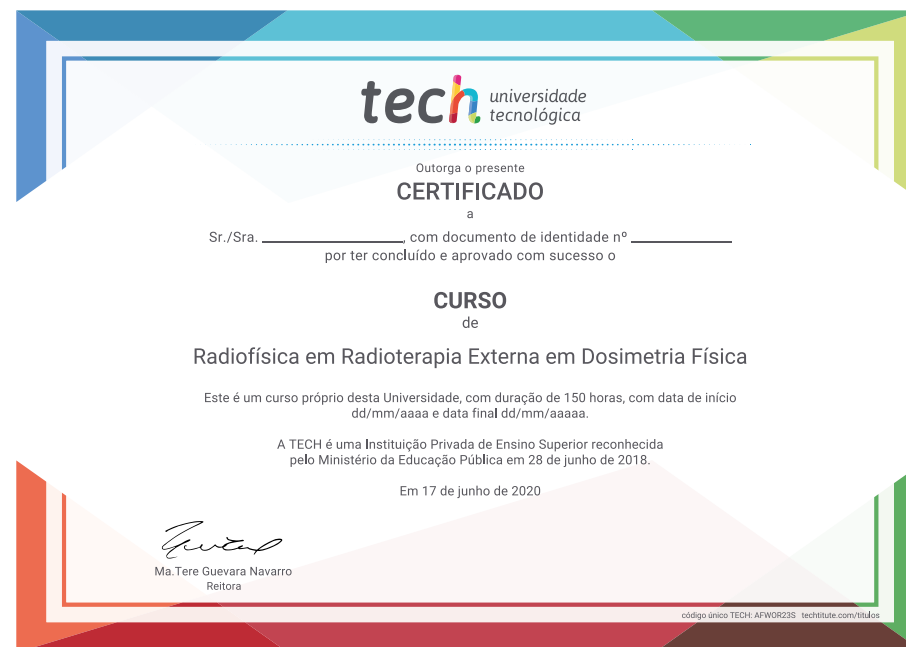 tech universidade
tecnológica
Outorga o presente
CERTIFICADO
a
Sr./Sra. ____________________, com documento de identidade nº ______________
por ter concluído e aprovado com sucesso o
CURSO
de
Radiofísica em Radioterapia Externa em Dosimetria Física
Este é um curso próprio desta Universidade, com duração de 150 horas, com data de início
dd/mm/aaaa e data final dd/mm/aaaaa.
A TECH é uma Instituição Privada de Ensino Superior reconhecida
pelo Ministério da Educação Pública em 28 de junho de 2018.
Em 17 de junho de 2020
Ma.Tere Guevara Navarro
Reitora
código único TECH: AFWOR23S techtitute.com/títulos